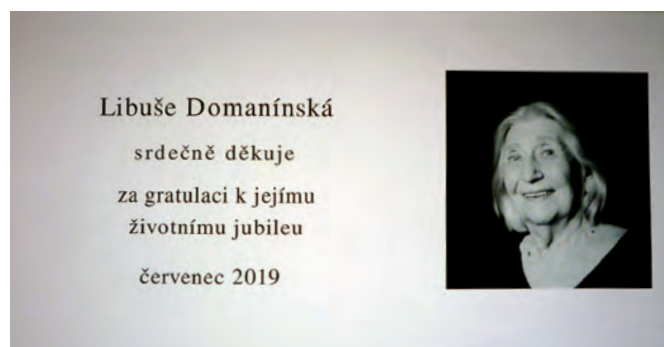 Libuše Domanínská
srdečně děkuje
za gratulaci k jejímu
životnímu jubileu
červenec 2019